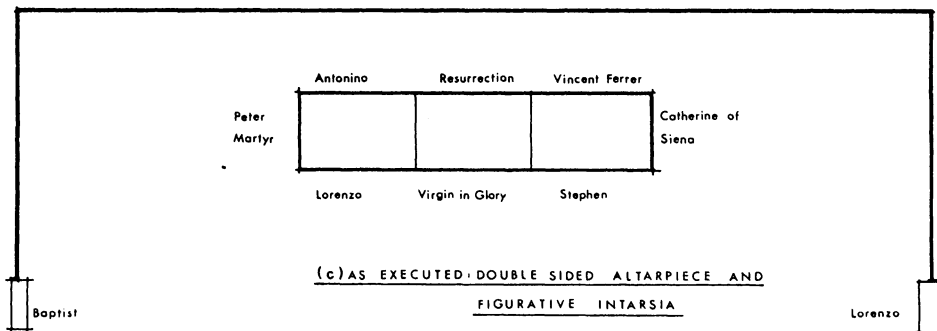 Antonino Resurrection Vincent Ferrer
Peter Martyr
Catherine of Siena
Lorenzo Virgin in Glory Stephen
(c) AS EXECUTED: DOUBLE SIDED ALTARPIECE AND
FIGURATIVE INTARSIA
Baptist Lorenzo